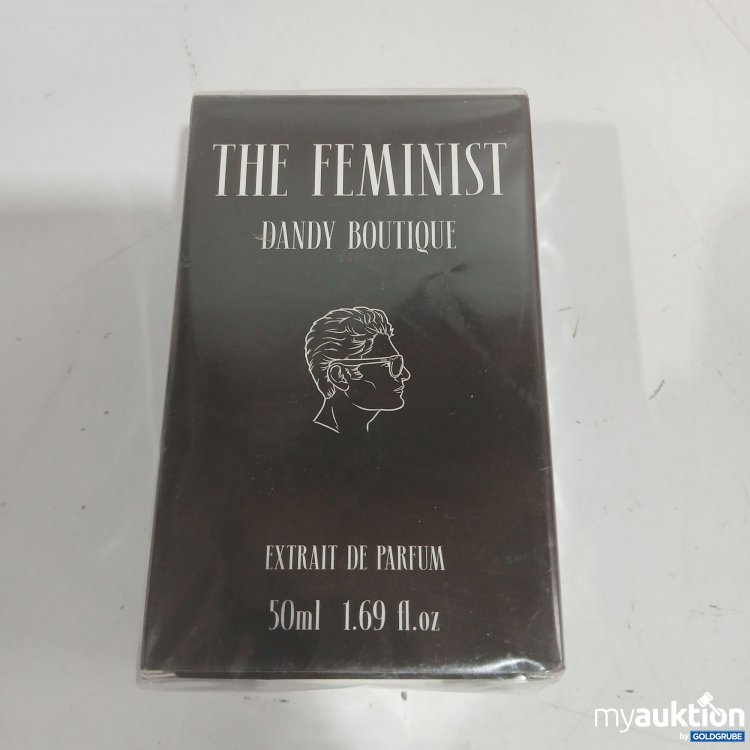 THE FEMINIST
DANDY BOUTIQUE
EXTRAIT DE PARFUM
50ml 1.69 fl.oz
myauktion
by GOLDGRUBE